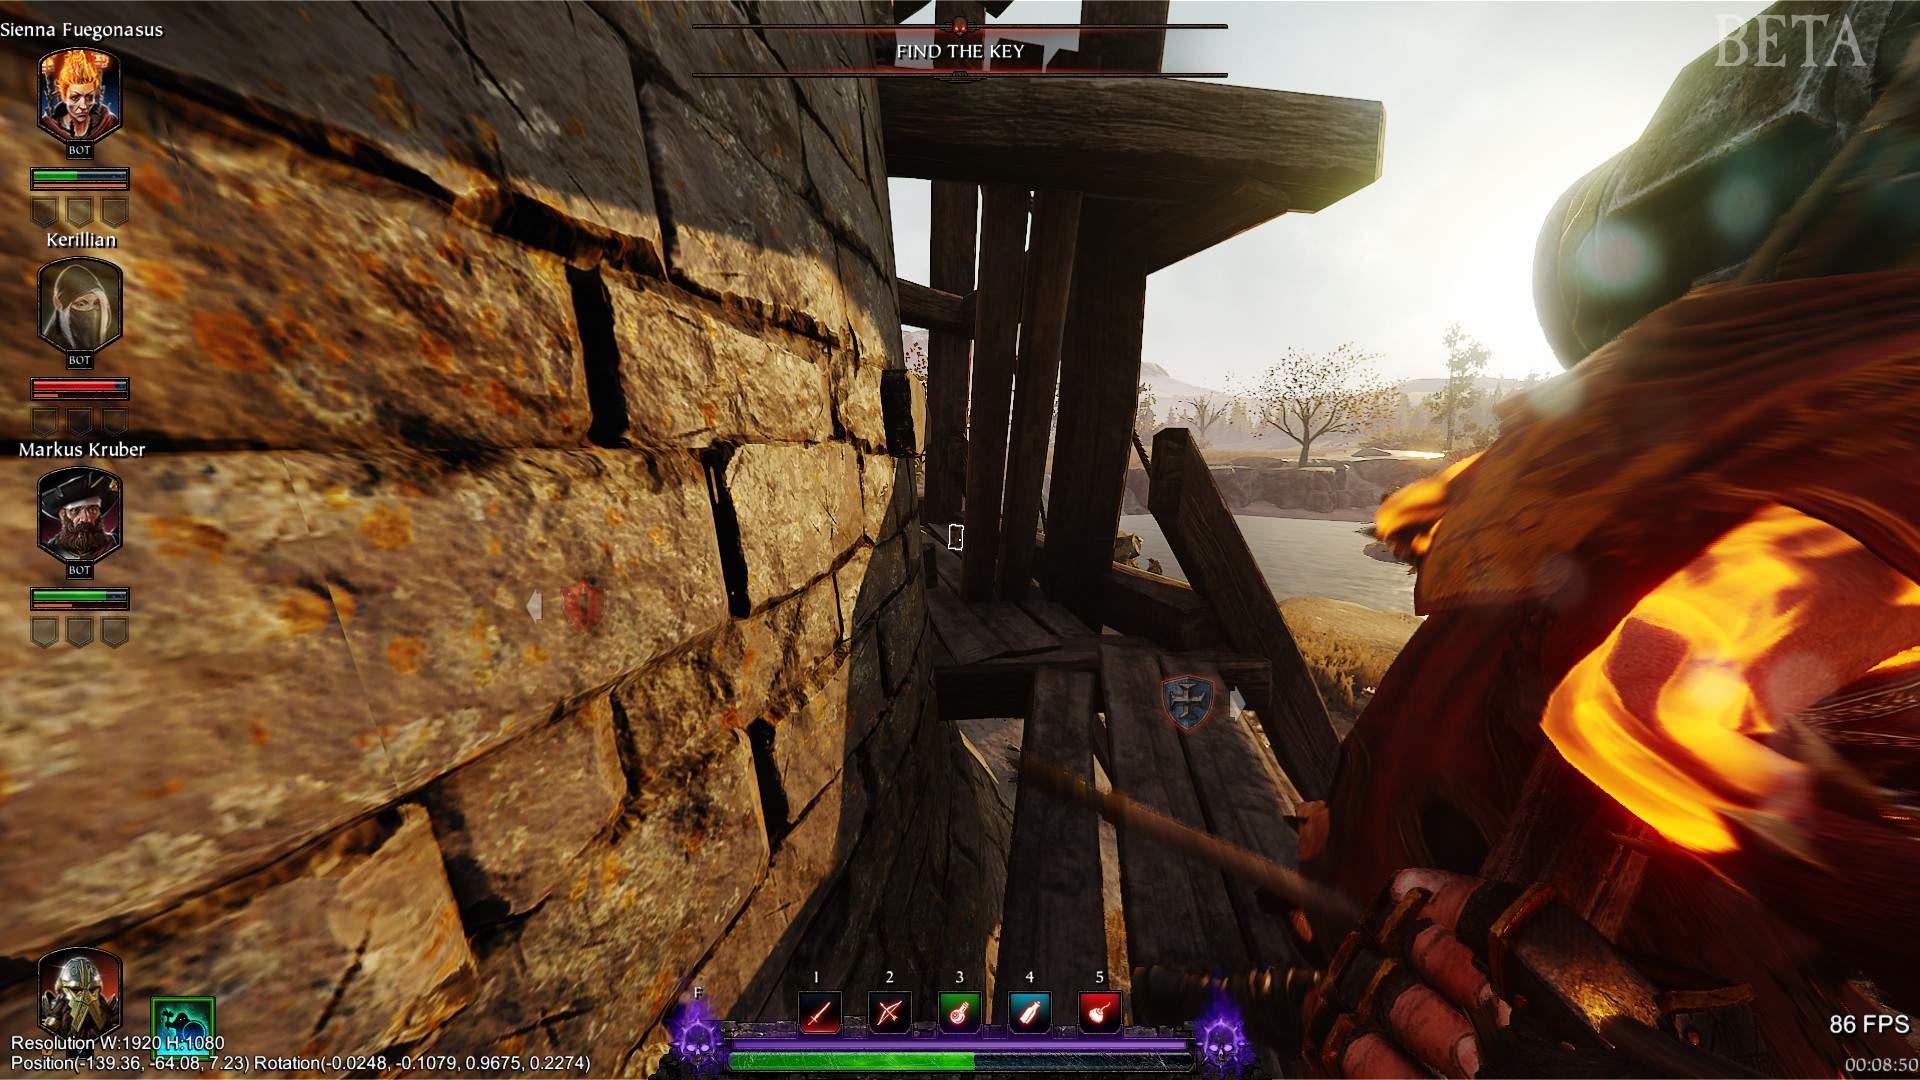 Sienna Fuegonasus
FIND THE KEY
BETA
BOT
Kerillian
BOT
Markus Kruber
BOT
F
1 2 3 4 5
Resolution W:1920 H:1080
86 FPS
Position(-139.36, -64.08, 7.23) Rotation(-0.0248, -0.1079, 0.9675, 0.2274)
00:08:50